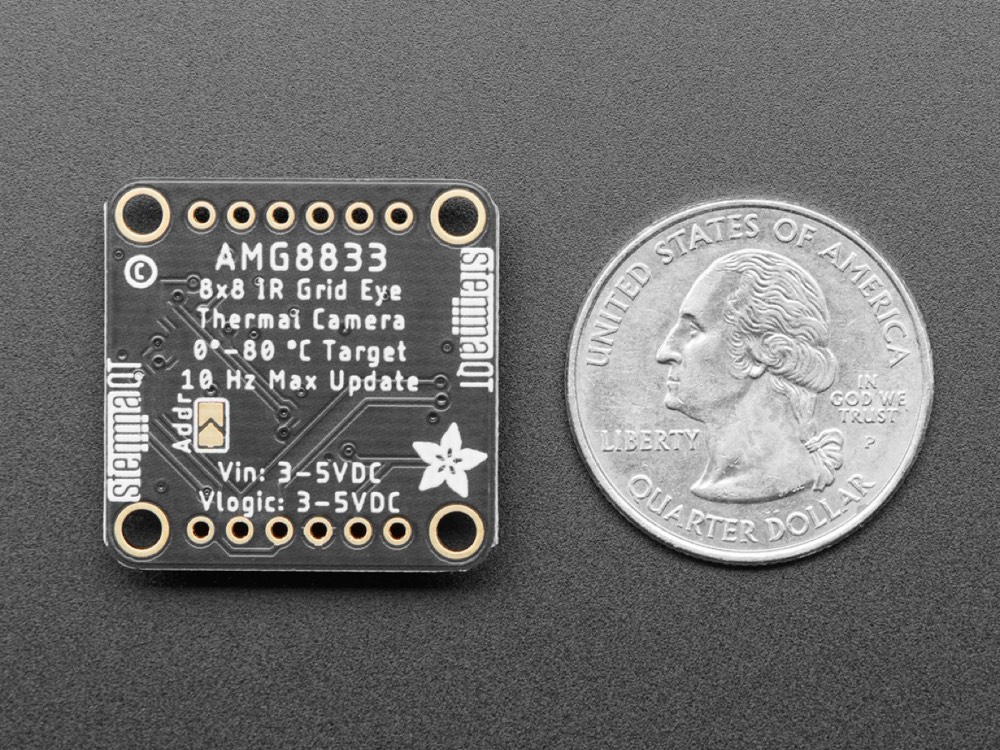 ©
AMG8833
8x8 IR Grid Eye
Thermal Camera
0°-80 °C Target
10 Hz Max Update
Addr
Vin: 3-5VDC
Vlogic: 3-5VDC
stemmaQT
stemmaQT
UNITED STATES OF AMERICA
IN
GOD WE
TRUST
P
LIBERTY
QUARTER DOLLAR